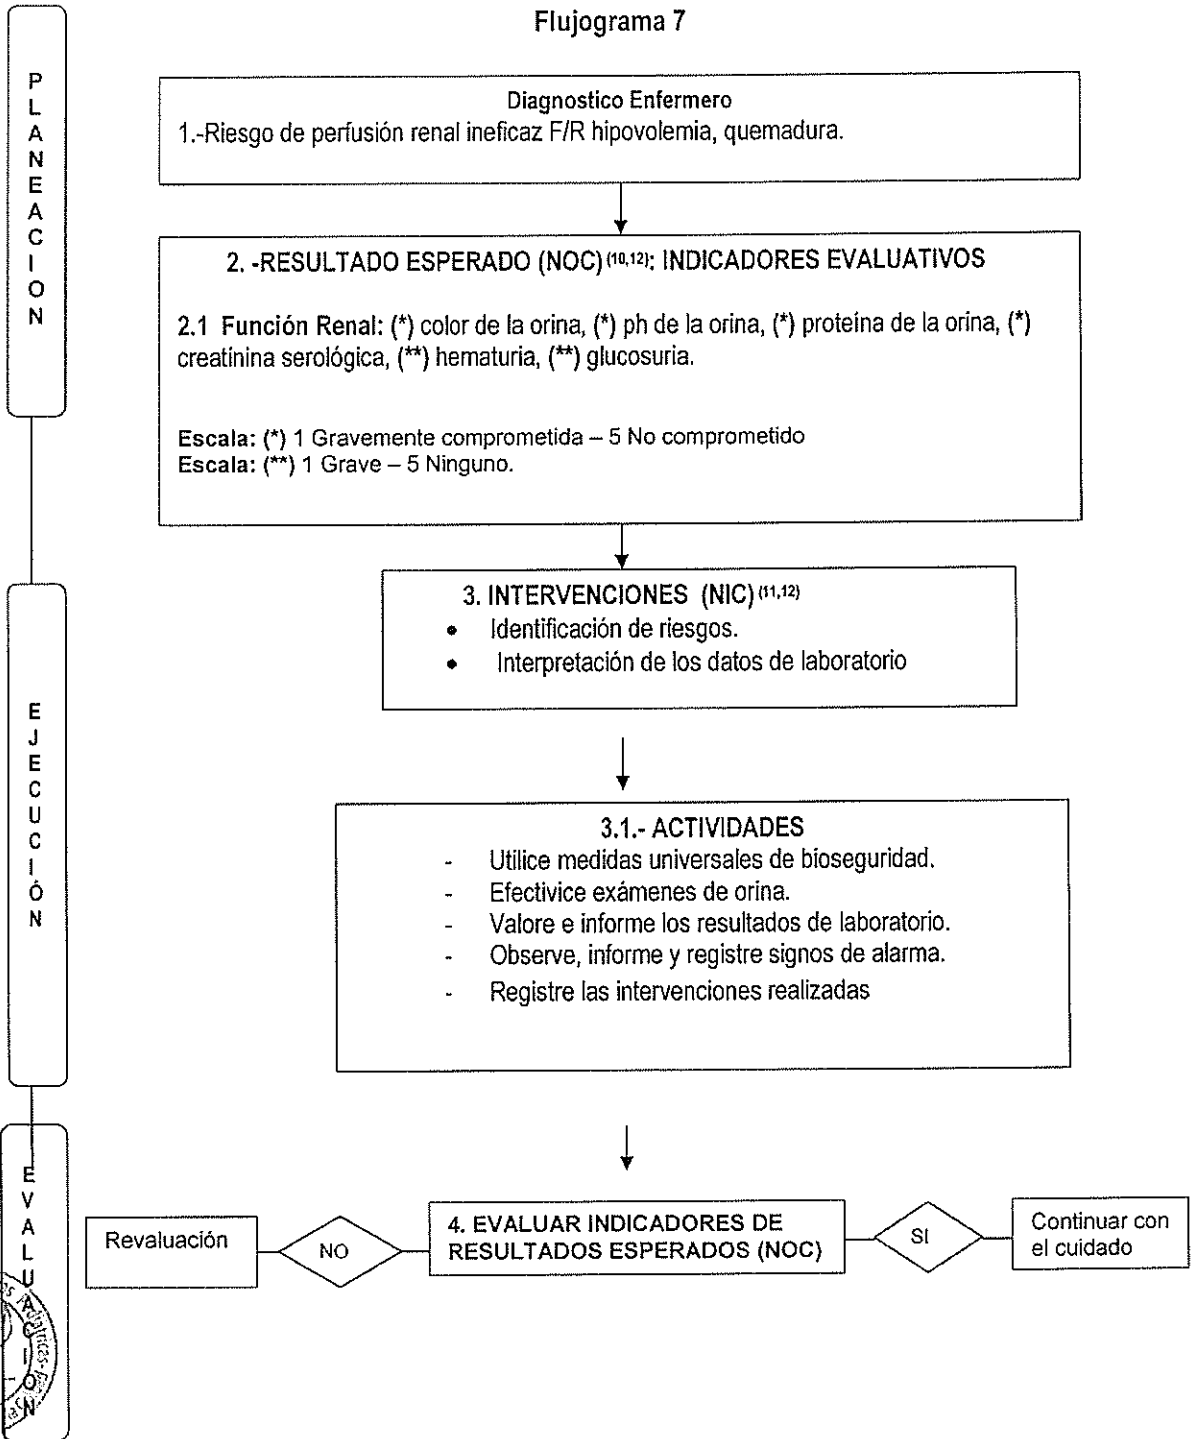 Flujograma 7
PLANEACION
Diagnostico Enfermero
1.-Riesgo de perfusión renal ineficaz F/R hipovolemia, quemadura.
2. -RESULTADO ESPERADO (NOC) (10,12): INDICADORES EVALUATIVOS
2.1 Función Renal: (*) color de la orina, (*) ph de la orina, (*) proteína de la orina, (*)
creatinina serológica, (**) hematuria, (**) glucosuria.
Escala: (*) 1 Gravemente comprometida – 5 No comprometido
Escala: (**) 1 Grave – 5 Ninguno.
EJECUCIÓN
3. INTERVENCIONES (NIC) (11,12)
• Identificación de riesgos.
• Interpretación de los datos de laboratorio
3.1.- ACTIVIDADES
- Utilice medidas universales de bioseguridad.
- Efectivice exámenes de orina.
- Valore e informe los resultados de laboratorio.
- Observe, informe y registre signos de alarma.
- Registre las intervenciones realizadas
EVALUACION
Revaluación
NO
4. EVALUAR INDICADORES DE
RESULTADOS ESPERADOS (NOC)
SI
Continuar con
el cuidado